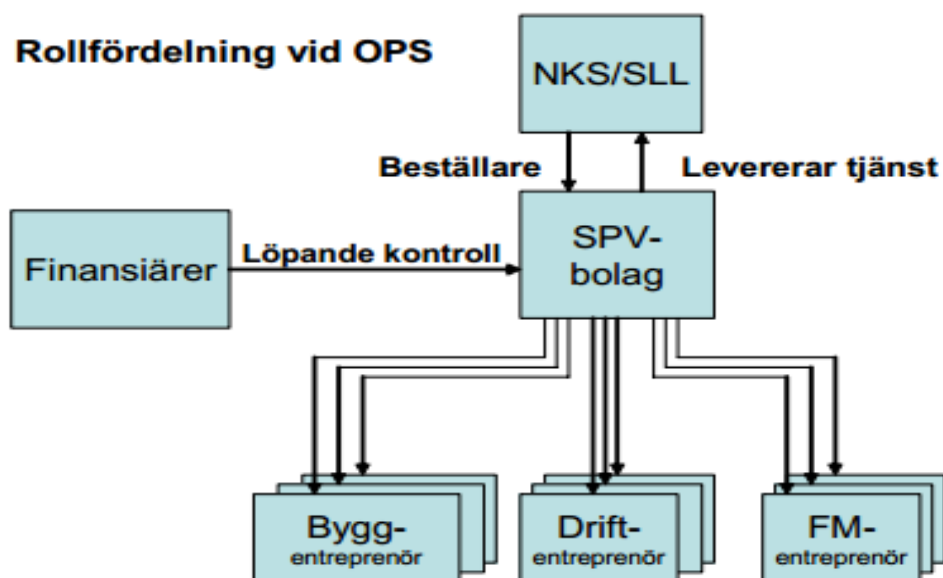 Rollfördelning vid OPS
NKS/SLL
Beställare
Levererar tjänst
Finansiärer
Löpande kontroll
SPV-
bolag
Bygg-
entreprenör
Drift-
entreprenör
FM-
entreprenör